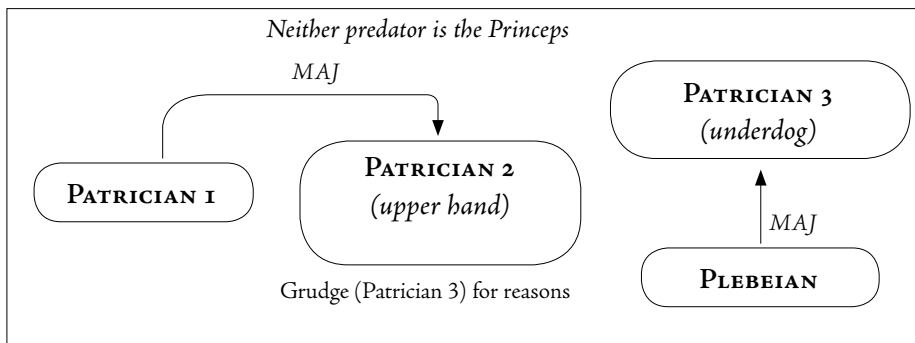 Neither predator is the Princeps
MAJ
Patrician 3
(underdog)
Patrician 1
Patrician 2
(upper hand)
MAJ
Plebeian
Grudge (Patrician 3) for reasons